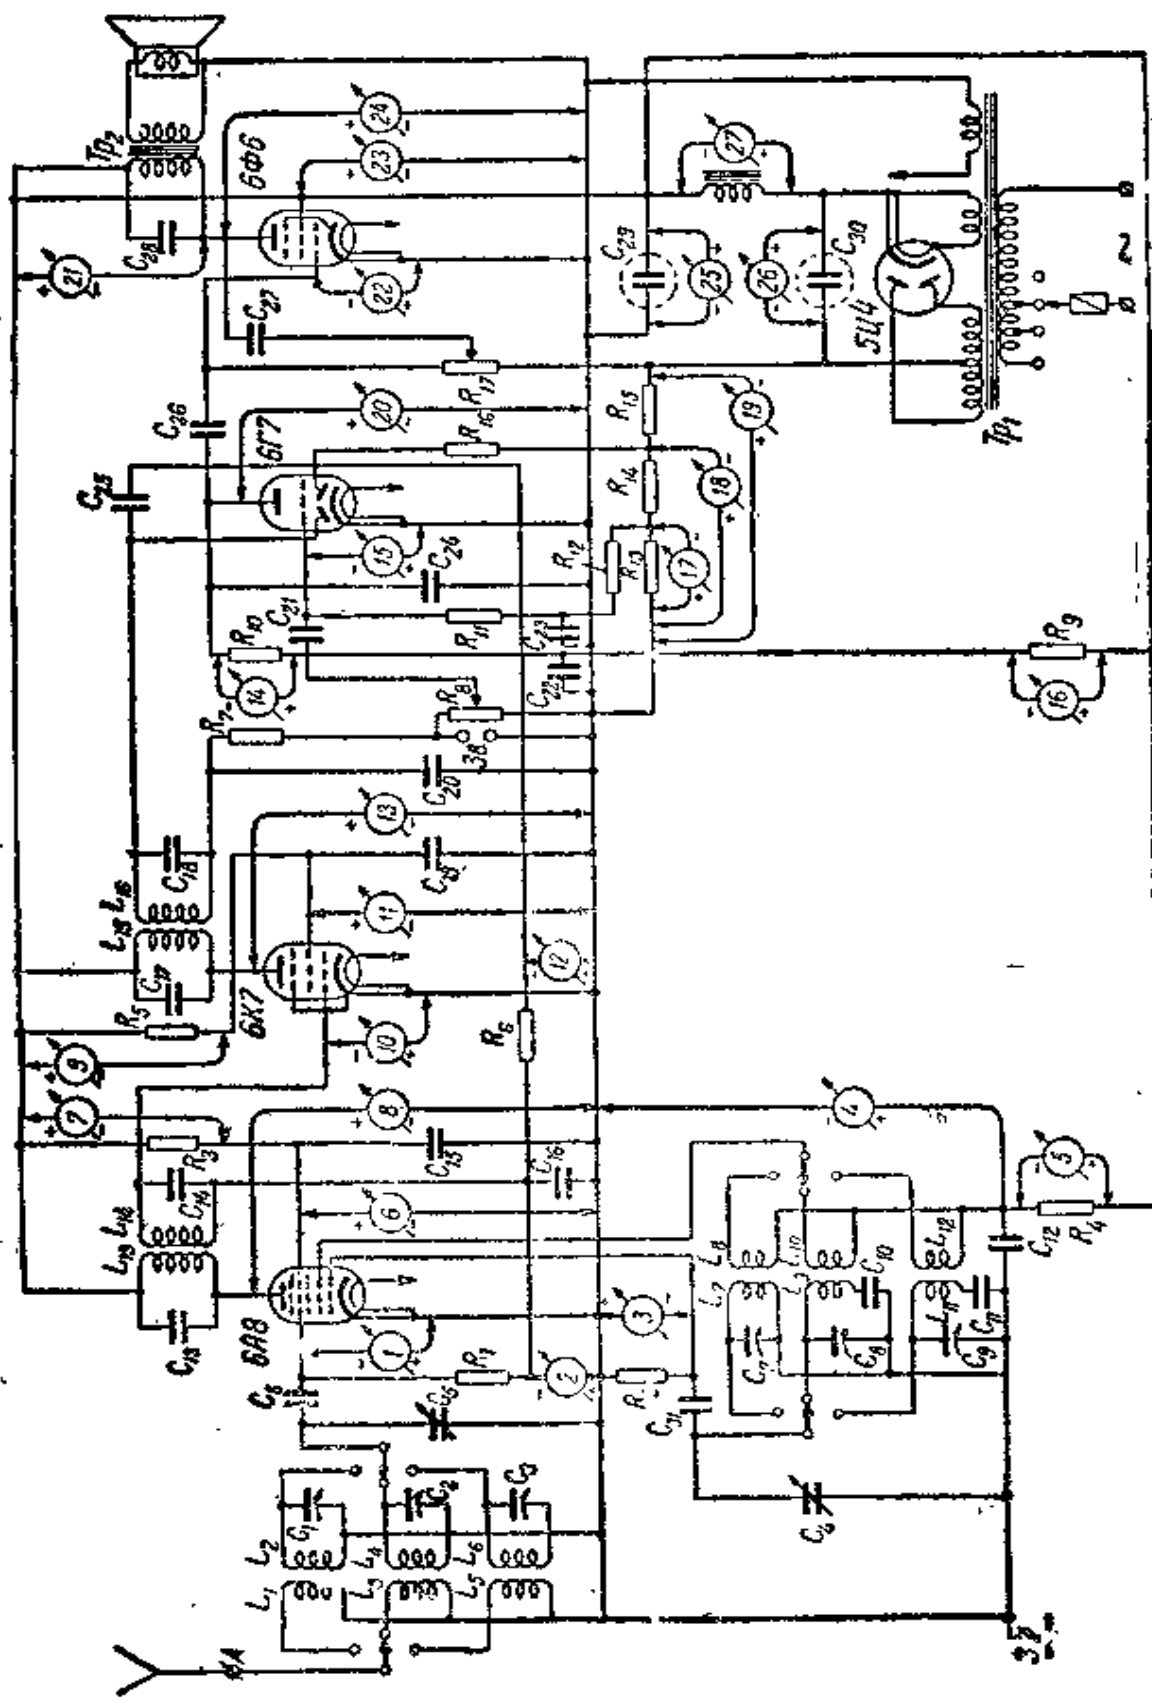 Тр₂
6Ф6
24
23
21
C₂₈
22
C₂₇
C₂₉
27
25
26
C₃₀
5Ц4
2
Тр₁
C₂₆
6Г7
20
R₁₇
R₁₆
C₂₅
15
C₂₄
R₁₅
19
R₁₄
18
R₁₂
R₁₃
17
C₂₁
R₁₁
C₂₃
R₁₀
14
C₂₂
R₉
16
R₇
R₈
Зв
C₂₀
13
C₁₈
L₁₆
L₁₅
11
C₁₇
6К7
12
R₅
10
R₆
9
7
8
4
R₃
C₁₄
C₁₅
C₁₆
5
L₁₄
6
L₈
L₁₀
L₁₂
C₁₀
C₁₂
R₄
L₇
L₁₁
C₁₁
C₁₃
6А8
1
3
C₇
C₈
C₉
R₁
2
R
C₅
C₃₁
C₆
C₁
C₂
C₃
L₂
L₄
L₆
L₁
L₃
L₅
А